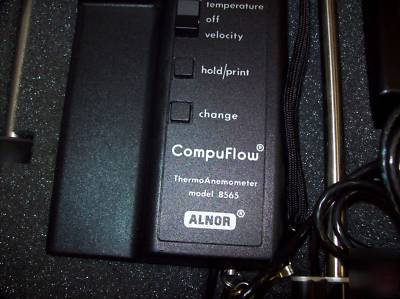 temperature
off
velocity
hold/print
change
CompuFlow®
ThermoAnemometer
model 8565
ALNOR®